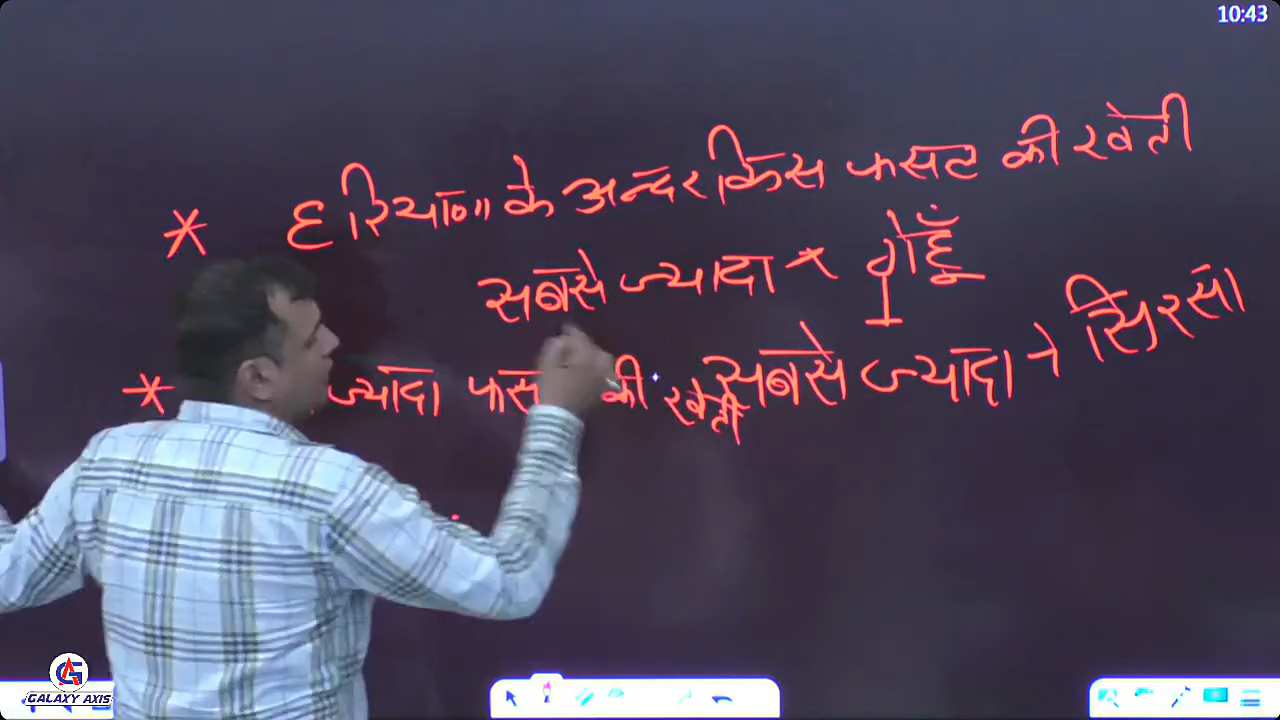 10:43
* हरियाणा के अन्दर किस फसल की खेती
सबसे ज्यादा * गेहूँ
* ज्यादा फस की खेती सबसे ज्यादा → सिरसा
GALAXY AXIS